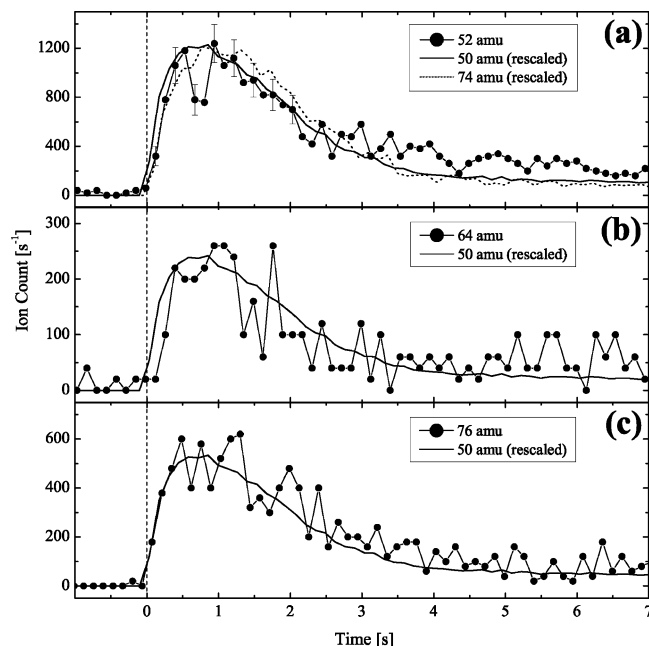 (a)
52 amu
50 amu (rescaled)
74 amu (rescaled)
1200
800
400
0
(b)
64 amu
50 amu (rescaled)
300
200
100
0
Ion Count [s⁻¹]
(c)
76 amu
50 amu (rescaled)
600
400
200
0
0 1 2 3 4 5 6 7
Time [s]